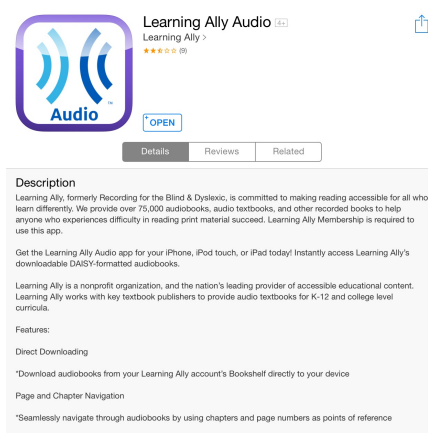 Learning Ally Audio 4+
Learning Ally >
(9)
Audio
TM
+ OPEN
Details Reviews Related
Description
Learning Ally, formerly Recording for the Blind & Dyslexic, is committed to making reading accessible for all who
learn differently. We provide over 75,000 audiobooks, audio textbooks, and other recorded books to help
anyone who experiences difficulty in reading print material succeed. Learning Ally Membership is required to
use this app.
Get the Learning Ally Audio app for your iPhone, iPod touch, or iPad today! Instantly access Learning Ally's
downloadable DAISY-formatted audiobooks.
Learning Ally is a nonprofit organization, and the nation's leading provider of accessible educational content.
Learning Ally works with key textbook publishers to provide audio textbooks for K-12 and college level
curricula.
Features:
Direct Downloading
*Download audiobooks from your Learning Ally account's Bookshelf directly to your device
Page and Chapter Navigation
*Seamlessly navigate through audiobooks by using chapters and page numbers as points of reference